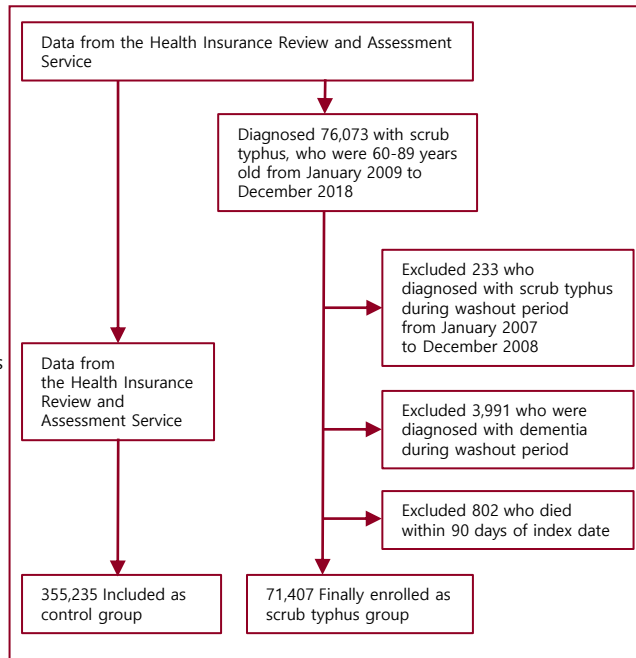 Data from the Health Insurance Review and Assessment
Service
Diagnosed 76,073 with scrub
typhus, who were 60-89 years
old from January 2009 to
December 2018
Excluded 233 who
diagnosed with scrub typhus
during washout period
from January 2007
to December 2008
s
Data from
the Health Insurance
Review and
Assessment Service
Excluded 3,991 who were
diagnosed with dementia
during washout period
Excluded 802 who died
within 90 days of index date
355,235 Included as
control group
71,407 Finally enrolled as
scrub typhus group